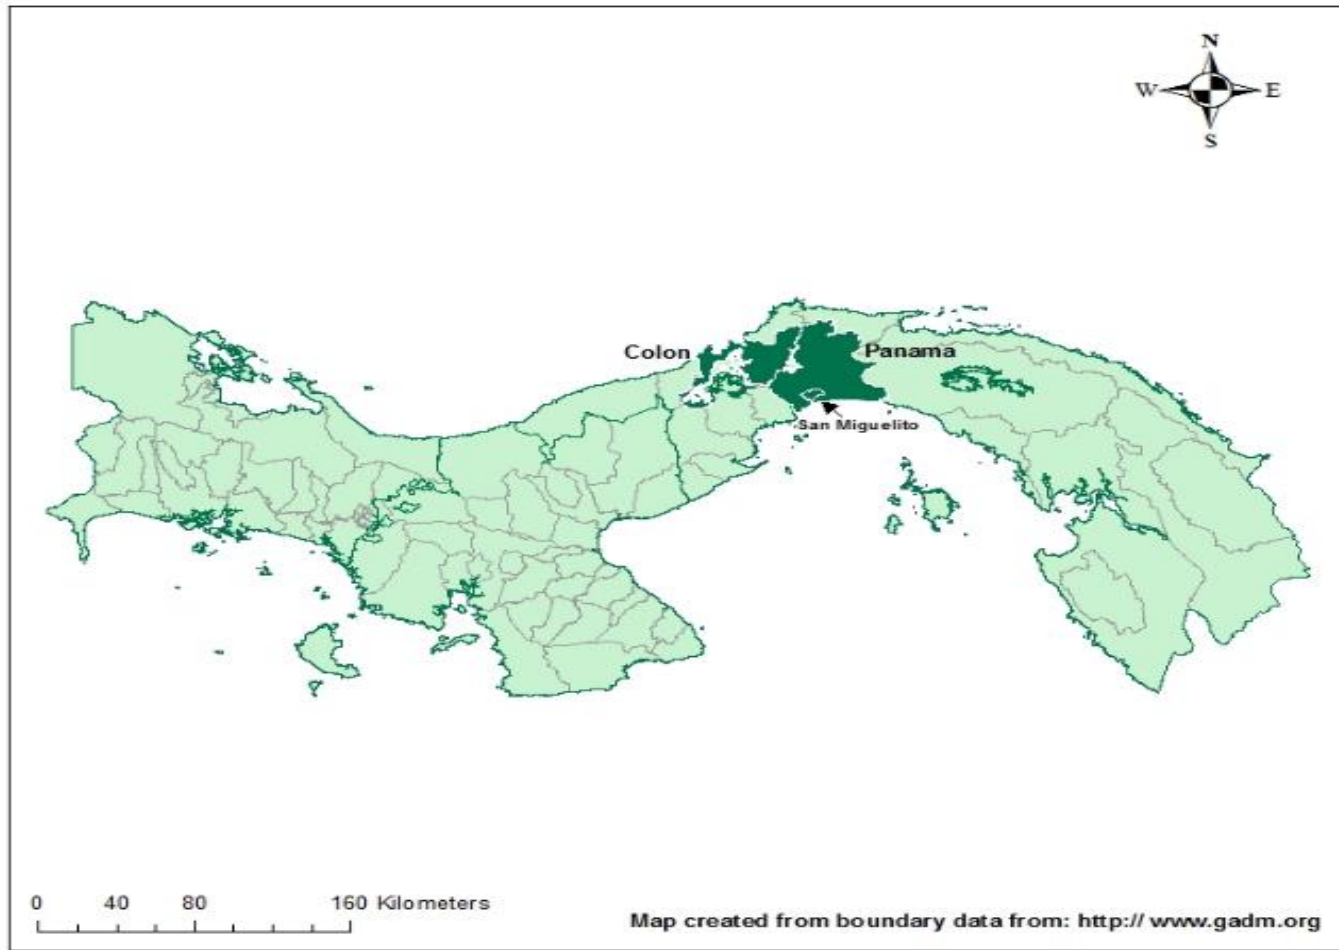 N
W E
S
Colon Panama
San Miguelito
0 40 80 160 Kilometers
Map created from boundary data from: http:// www.gadm.org